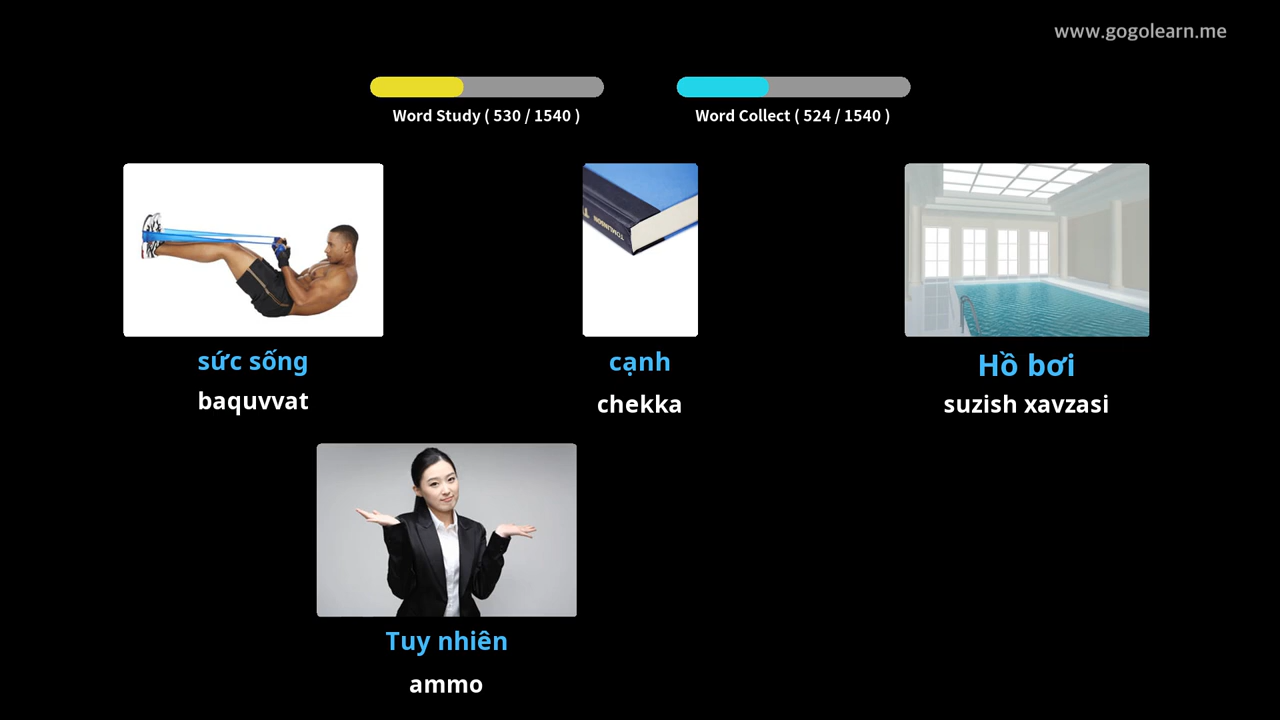 www.gogolearn.me
Word Study ( 530 / 1540 )
Word Collect ( 524 / 1540 )
TOMLINSON
sức sống
baquvvat
cạnh
chekka
Hồ bơi
suzish xavzasi
Tuy nhiên
ammo